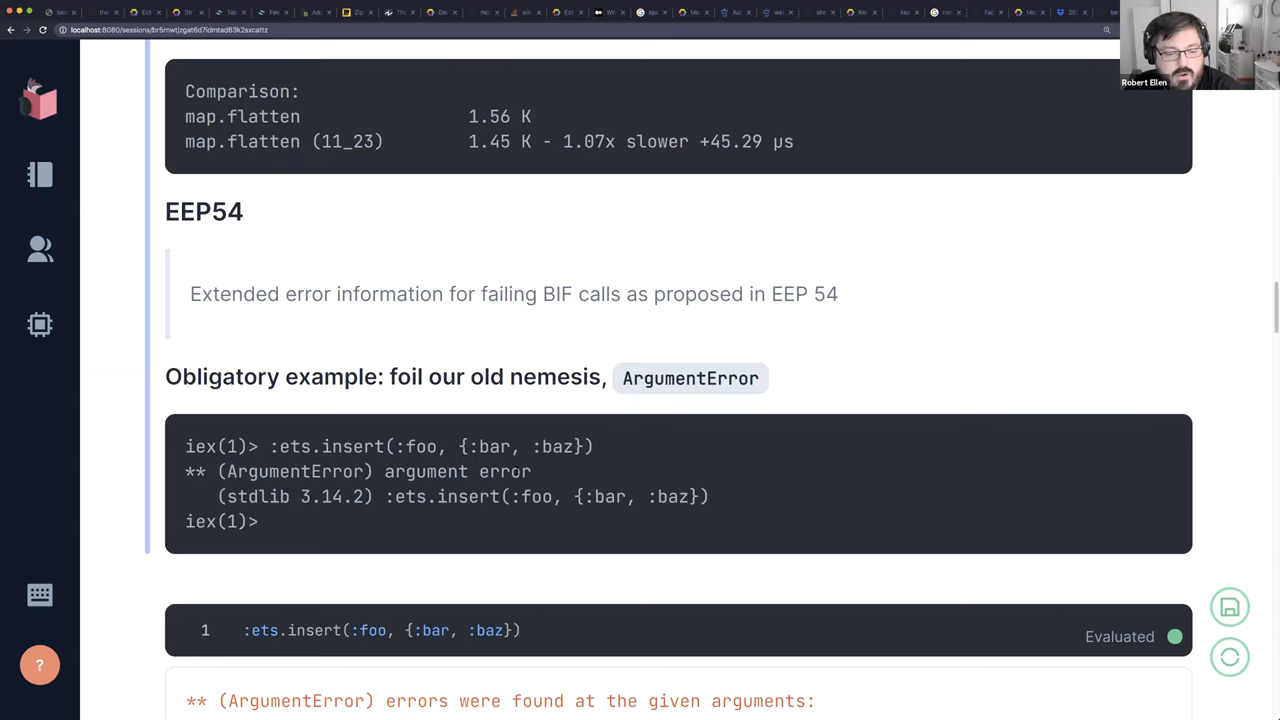 localhost:8080/sessions/br5mwtjzgat6d7idmtad63k2sxcattz
Robert Ellen
Comparison:
map.flatten 1.56 K
map.flatten (11_23) 1.45 K - 1.07x slower +45.29 µs
EEP54
Extended error information for failing BIF calls as proposed in EEP 54
Obligatory example: foil our old nemesis, ArgumentError
iex(1)> :ets.insert(:foo, {:bar, :baz})
** (ArgumentError) argument error
(stdlib 3.14.2) :ets.insert(:foo, {:bar, :baz})
iex(1)>
1 :ets.insert(:foo, {:bar, :baz})
Evaluated
?
** (ArgumentError) errors were found at the given arguments: